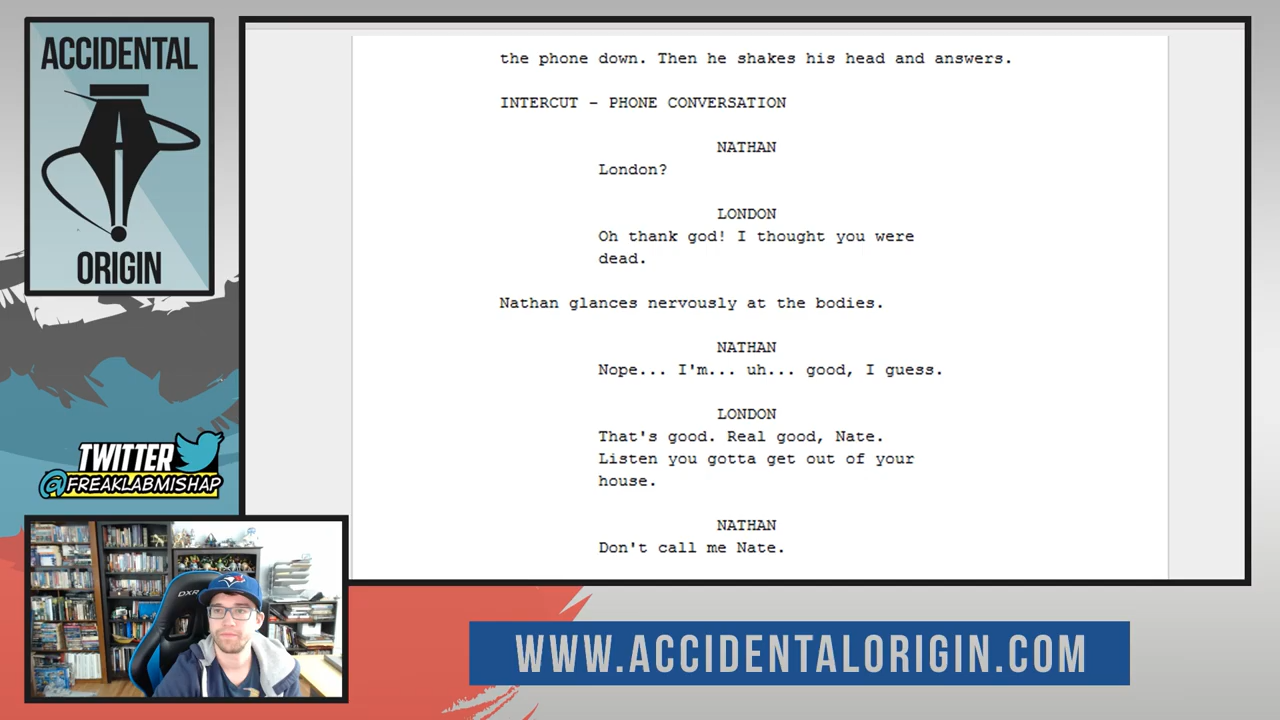 ACCIDENTAL
ORIGIN
TWITTER
@FREAKLABMISHAP
the phone down. Then he shakes his head and answers.
INTERCUT – PHONE CONVERSATION
NATHAN
London?
LONDON
Oh thank god! I thought you were
dead.
Nathan glances nervously at the bodies.
NATHAN
Nope... I'm... uh... good, I guess.
LONDON
That's good. Real good, Nate.
Listen you gotta get out of your
house.
NATHAN
Don't call me Nate.
DXR
WWW.ACCIDENTALORIGIN.COM